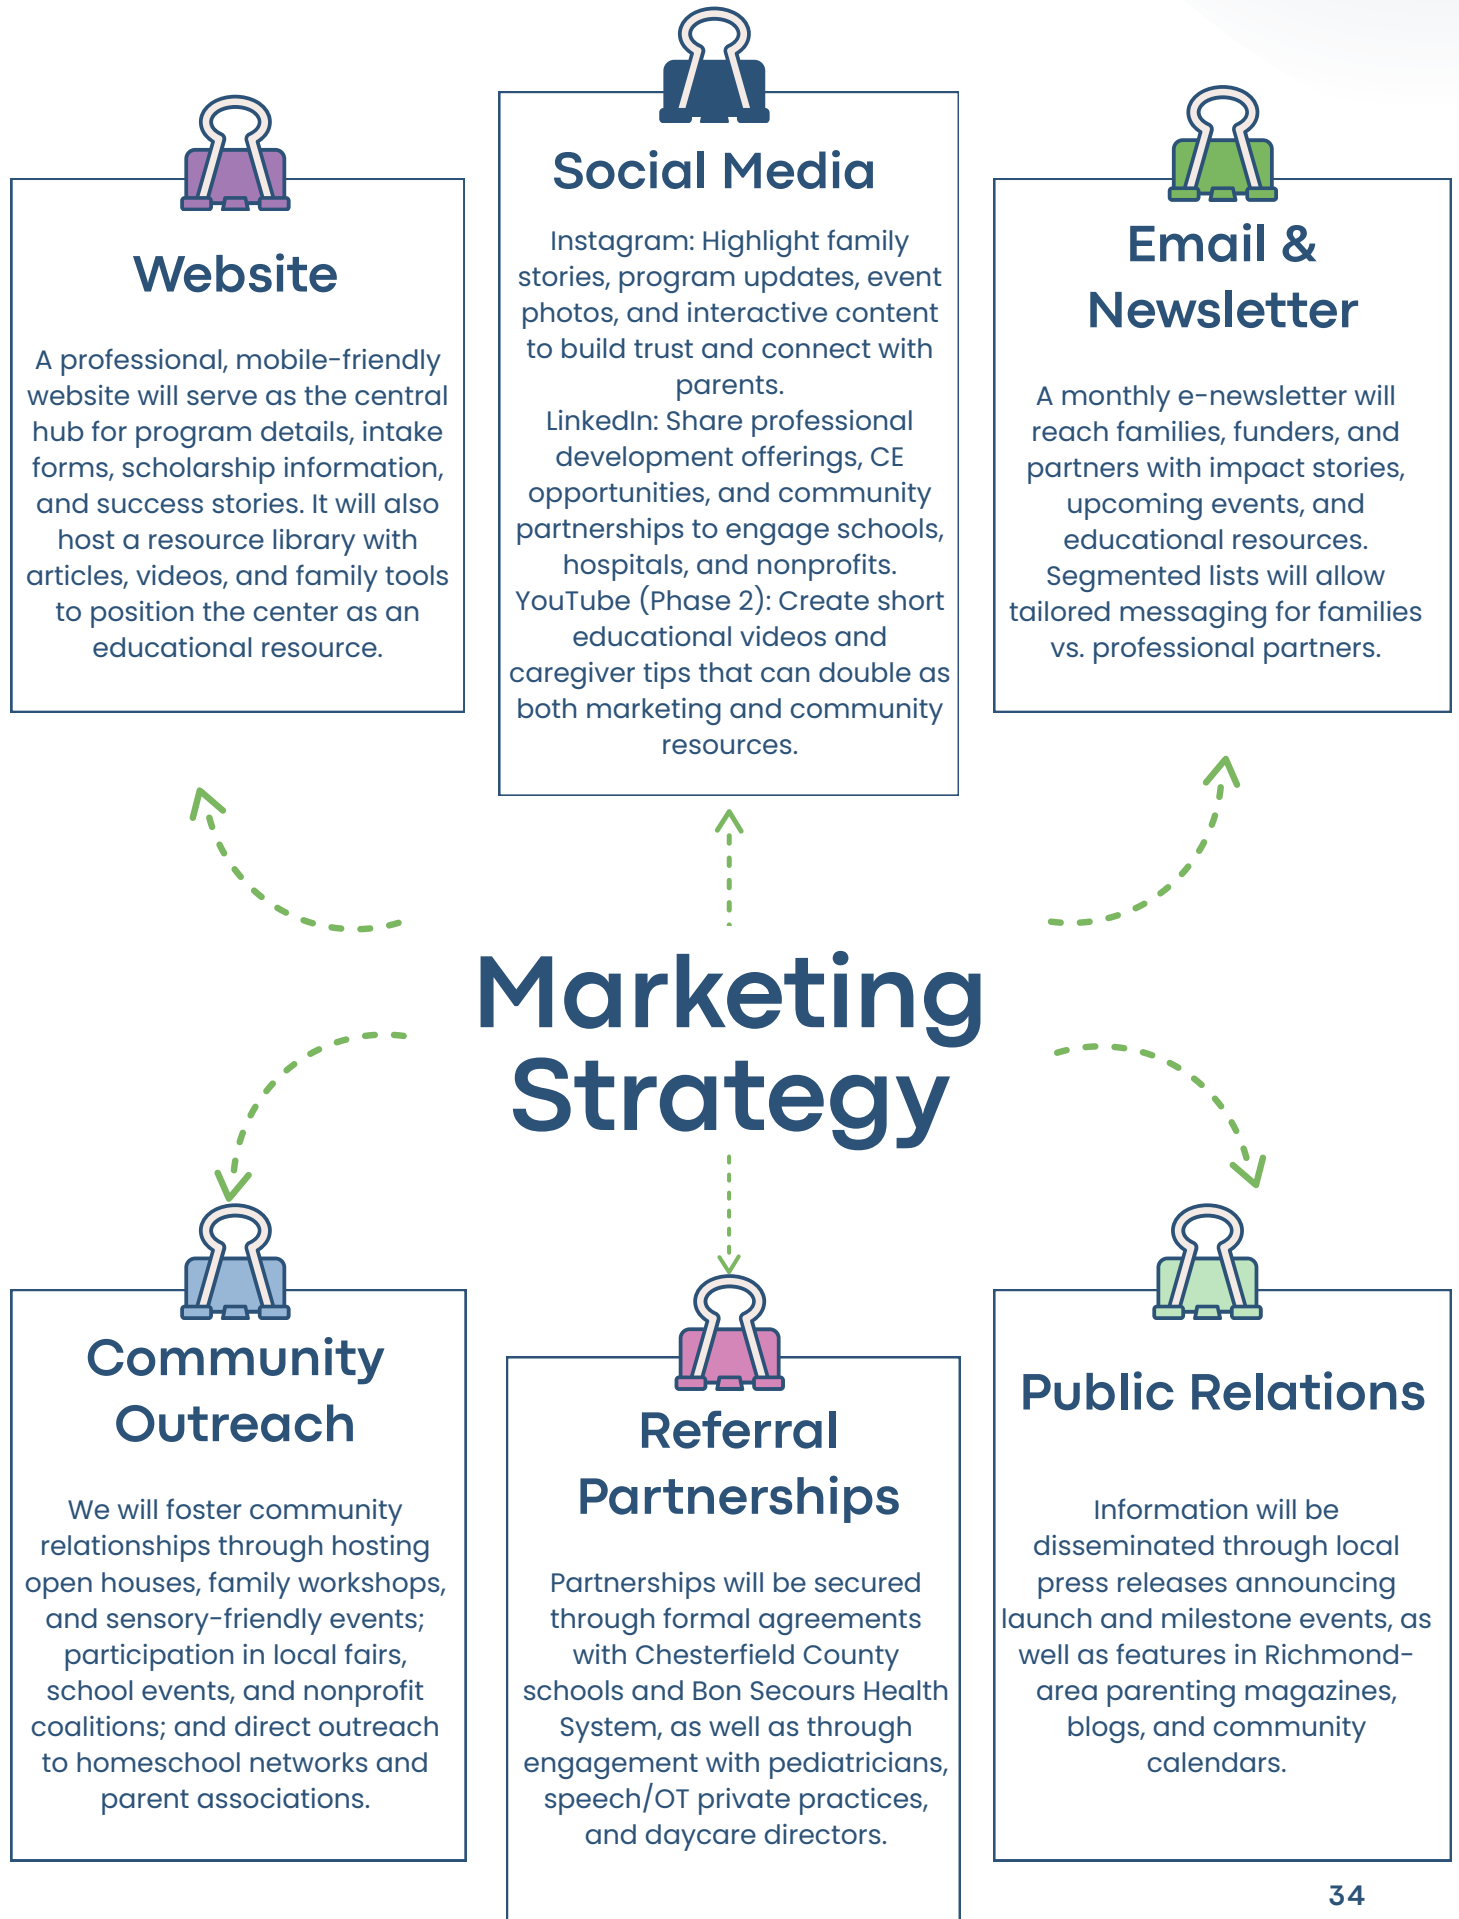 Website
A professional, mobile-friendly
website will serve as the central
hub for program details, intake
forms, scholarship information,
and success stories. It will also
host a resource library with
articles, videos, and family tools
to position the center as an
educational resource.
Social Media
Instagram: Highlight family
stories, program updates, event
photos, and interactive content
to build trust and connect with
parents.
LinkedIn: Share professional
development offerings, CE
opportunities, and community
partnerships to engage schools,
hospitals, and nonprofits.
YouTube (Phase 2): Create short
educational videos and
caregiver tips that can double as
both marketing and community
resources.
Email &
Newsletter
A monthly e-newsletter will
reach families, funders, and
partners with impact stories,
upcoming events, and
educational resources.
Segmented lists will allow
tailored messaging for families
vs. professional partners.
Marketing
Strategy
Community
Outreach
We will foster community
relationships through hosting
open houses, family workshops,
and sensory-friendly events;
participation in local fairs,
school events, and nonprofit
coalitions; and direct outreach
to homeschool networks and
parent associations.
Referral
Partnerships
Partnerships will be secured
through formal agreements
with Chesterfield County
schools and Bon Secours Health
System, as well as through
engagement with pediatricians,
speech/OT private practices,
and daycare directors.
Public Relations
Information will be
disseminated through local
press releases announcing
launch and milestone events, as
well as features in Richmond-
area parenting magazines,
blogs, and community
calendars.
34